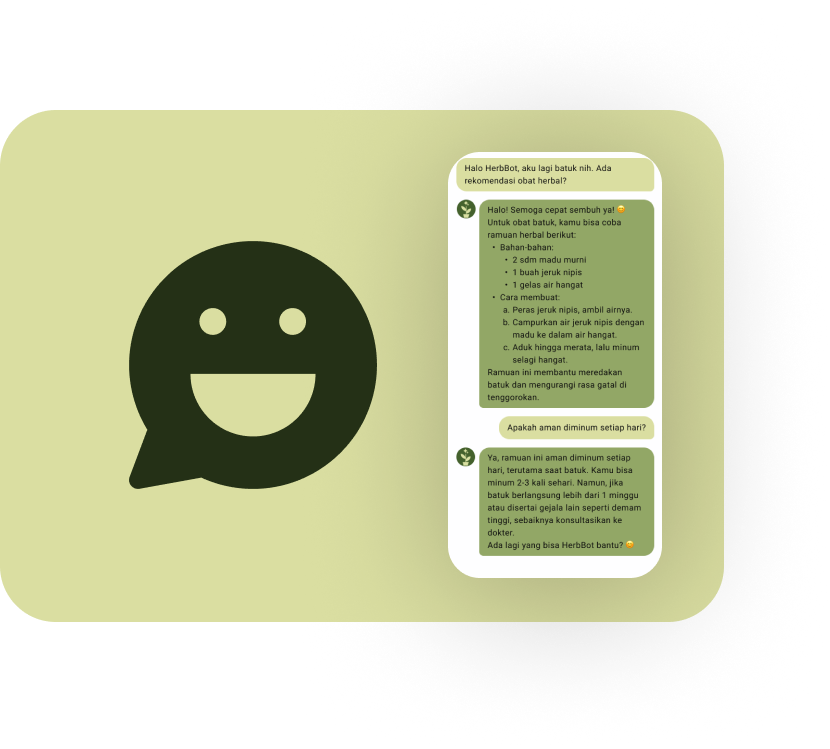 Halo HerbBot, aku lagi batuk nih. Ada
rekomendasi obat herbal?
Halo! Semoga cepat sembuh ya! 😊
Untuk obat batuk, kamu bisa coba
ramuan herbal berikut:
• Bahan-bahan:
• 2 sdm madu murni
• 1 buah jeruk nipis
• 1 gelas air hangat
• Cara membuat:
a. Peras jeruk nipis, ambil airnya.
b. Campurkan air jeruk nipis dengan
madu ke dalam air hangat.
c. Aduk hingga merata, lalu minum
selagi hangat.
Ramuan ini membantu meredakan
batuk dan mengurangi rasa gatal di
tenggorokan.
Apakah aman diminum setiap hari?
Ya, ramuan ini aman diminum setiap
hari, terutama saat batuk. Kamu bisa
minum 2-3 kali sehari. Namun, jika
batuk berlangsung lebih dari 1 minggu
atau disertai gejala lain seperti demam
tinggi, sebaiknya konsultasikan ke
dokter.
Ada lagi yang bisa HerbBot bantu? 😊